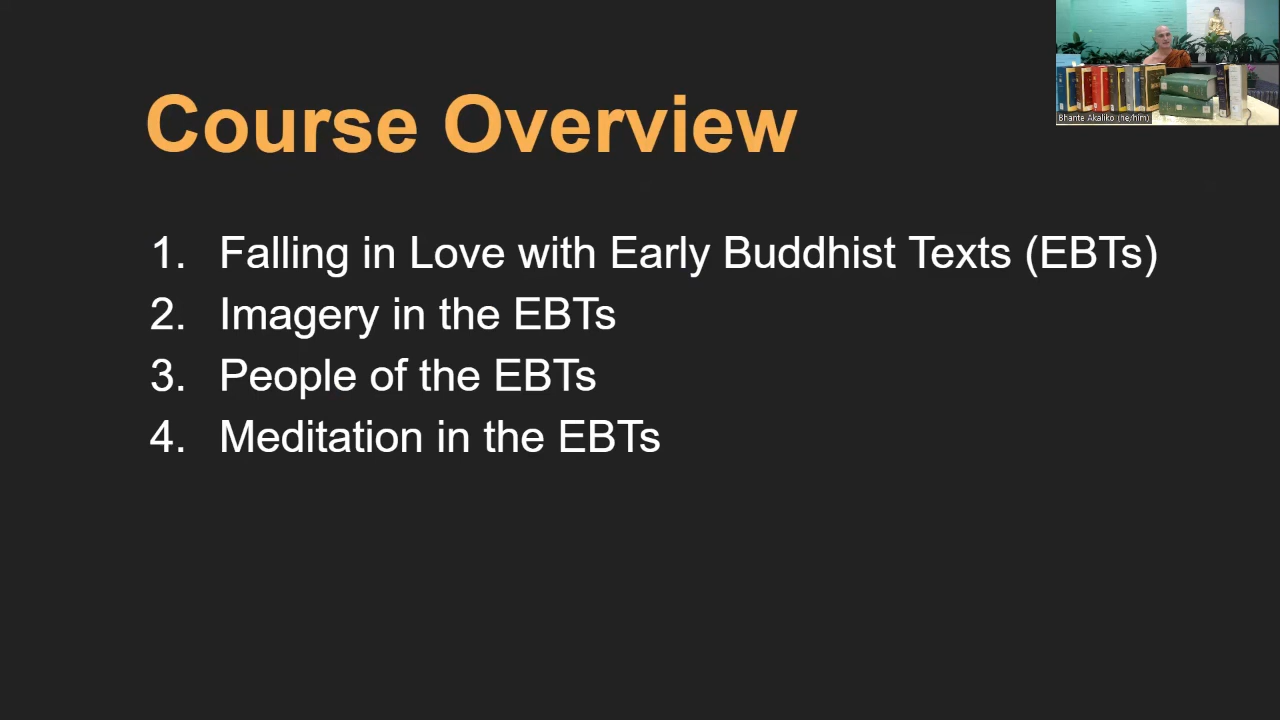 Course Overview
1. Falling in Love with Early Buddhist Texts (EBTs)
2. Imagery in the EBTs
3. People of the EBTs
4. Meditation in the EBTs
Bhante Akaliko (he/him)